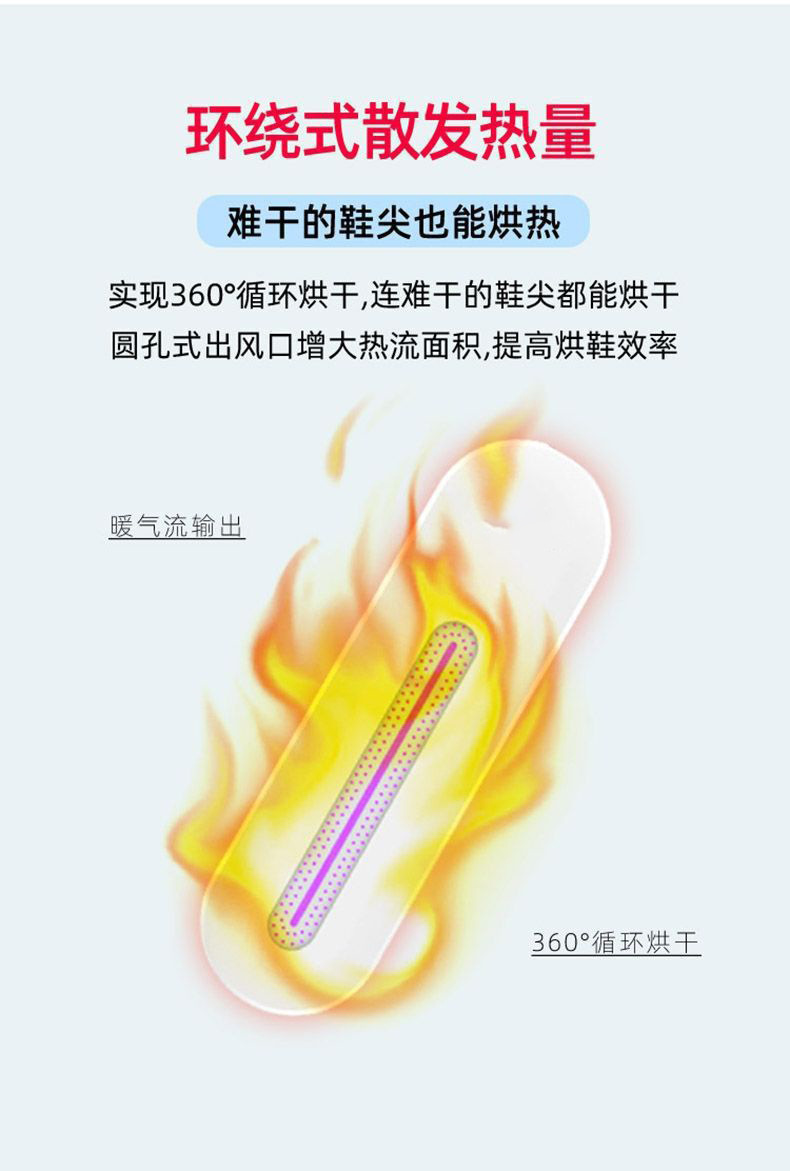 环绕式散发热量
难干的鞋尖也能烘热
实现360°循环烘干,连难干的鞋尖都能烘干
圆孔式出风口增大热流面积,提高烘鞋效率
暖气流输出
360°循环烘干